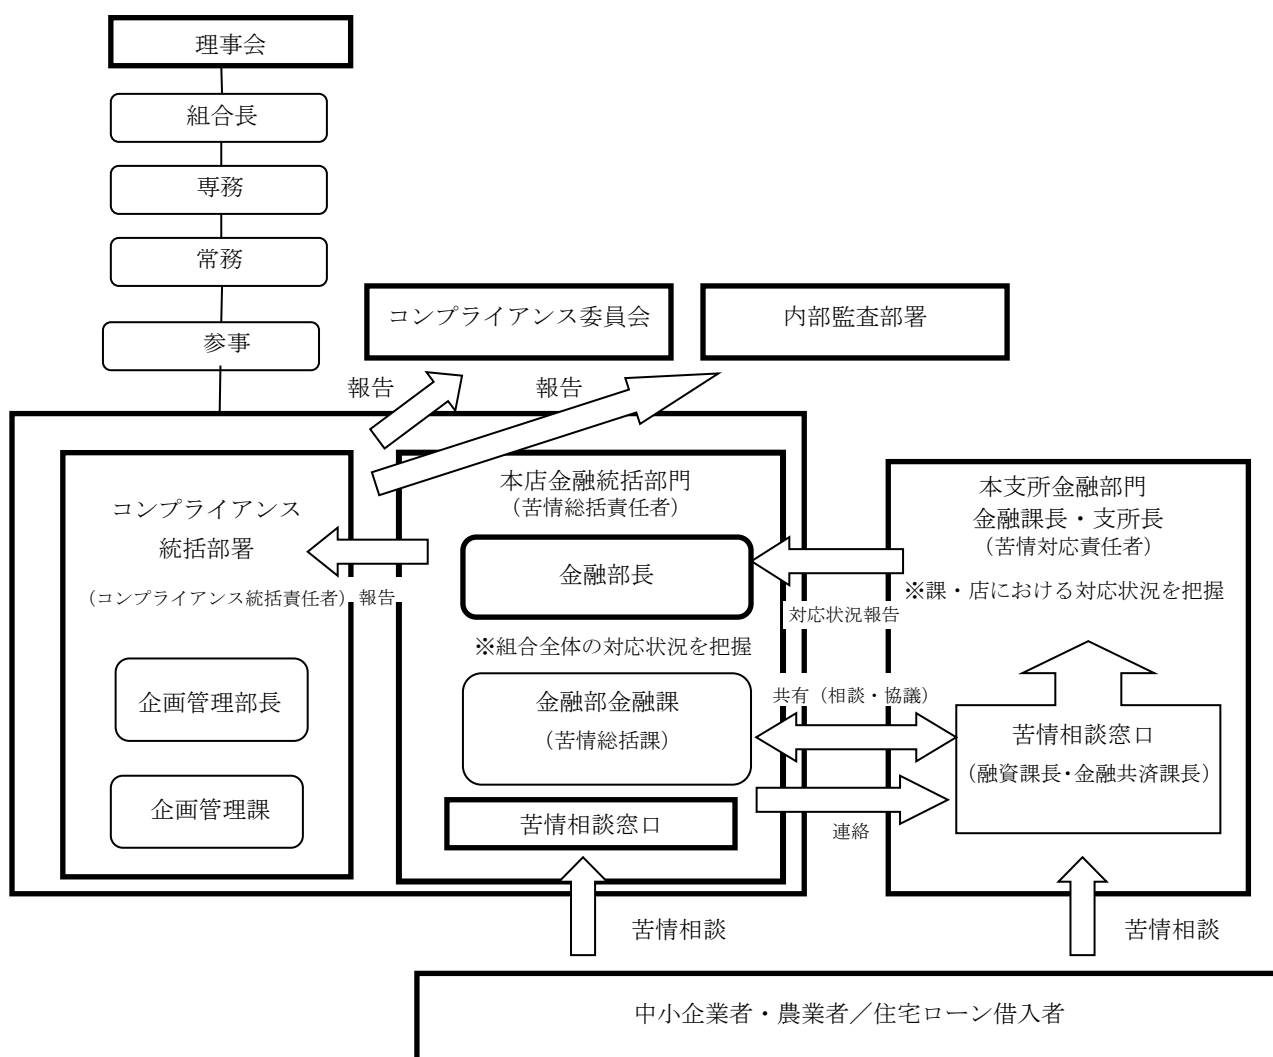 理事会
組合長
専務
常務
参事
コンプライアンス委員会
内部監査部署
報告
報告
コンプライアンス
統括部署
（コンプライアンス統括責任者）
報告
企画管理部長
企画管理課
本店金融統括部門
（苦情総括責任者）
金融部長
※組合全体の対応状況を把握
金融部金融課
（苦情総括課）
苦情相談窓口
対応状況報告
共有（相談・協議）
連絡
本支所金融部門
金融課長・支所長
（苦情対応責任者）
※課・店における対応状況を把握
苦情相談窓口
（融資課長・金融共済課長）
苦情相談
苦情相談
中小企業者・農業者／住宅ローン借入者